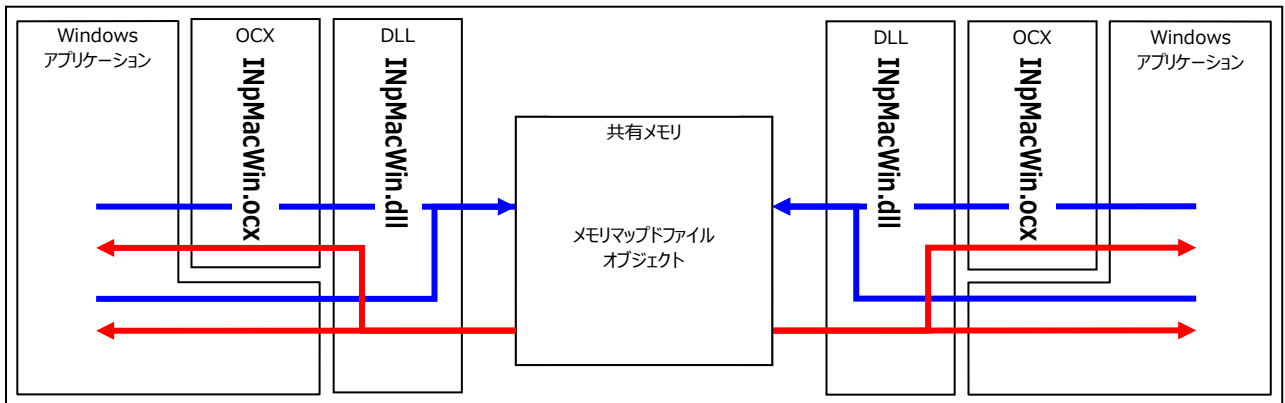 Windows
アプリケーション
OCX
INpMacWin.ocx
DLL
INpMacWin.dll
共有メモリ
メモリマップドファイル
オブジェクト
DLL
INpMacWin.dll
OCX
INpMacWin.ocx
Windows
アプリケーション